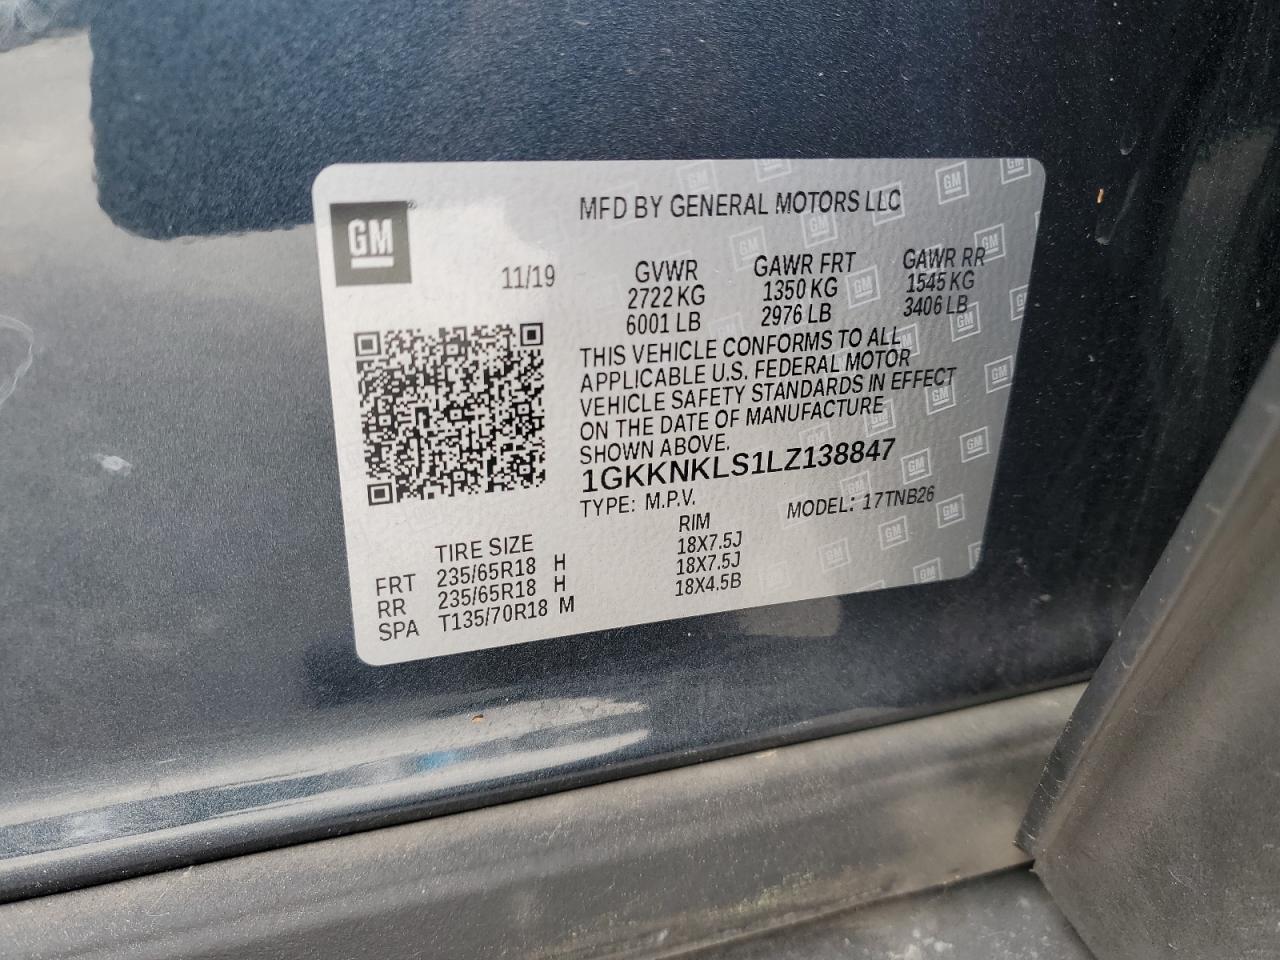 GM
MFD BY GENERAL MOTORS LLC
11/19
GVWR GAWR FRT GAWR RR
2722 KG 1350 KG 1545 KG
6001 LB 2976 LB 3406 LB
THIS VEHICLE CONFORMS TO ALL
APPLICABLE U.S. FEDERAL MOTOR
VEHICLE SAFETY STANDARDS IN EFFECT
ON THE DATE OF MANUFACTURE
SHOWN ABOVE.
1GKKNKLS1LZ138847
TYPE: M.P.V. MODEL: 17TNB26
TIRE SIZE RIM
FRT 235/65R18 H 18X7.5J
RR 235/65R18 H 18X7.5J
SPA T135/70R18 M 18X4.5B